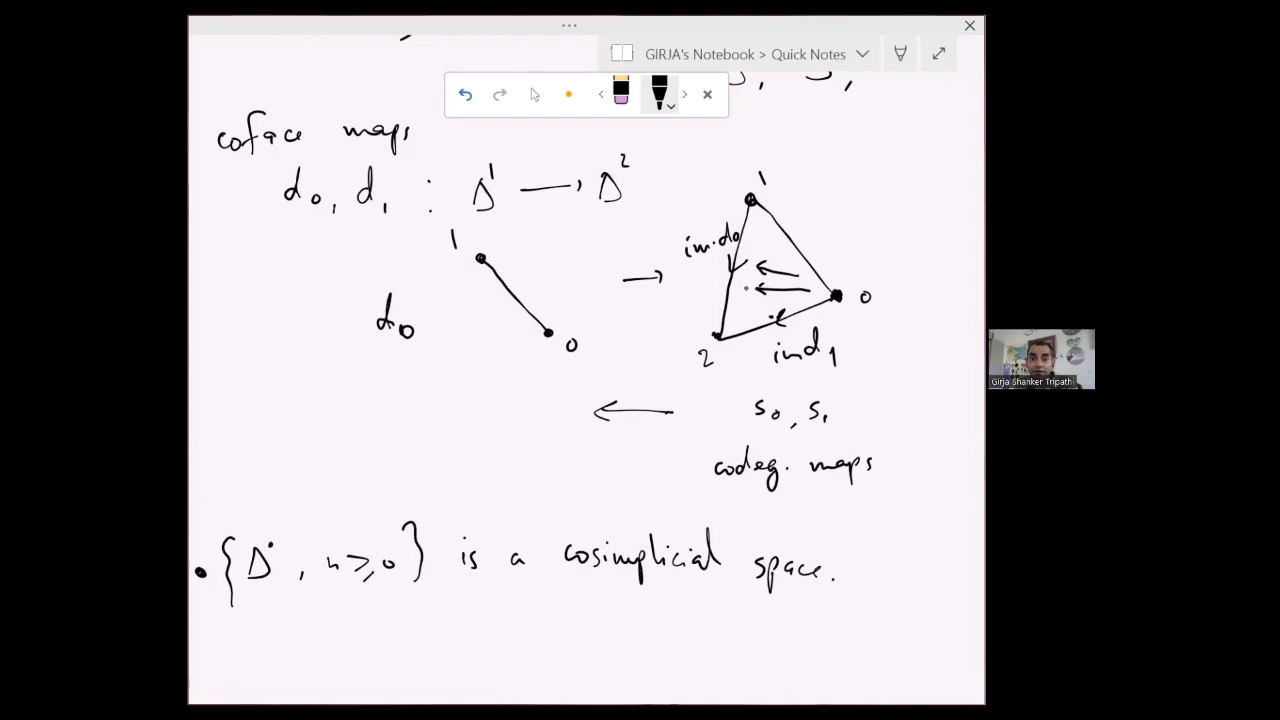 GIRJA's Notebook > Quick Notes
coface maps
d₀, d₁ : Δ¹ → Δ²
1
1
im·d₀
→
0
d₀
0
2
im d₁
← s₀, s₁
codeg. maps
• {Δ˙, n ≥ 0} is a cosimplicial space.
Girja Shanker Tripathi